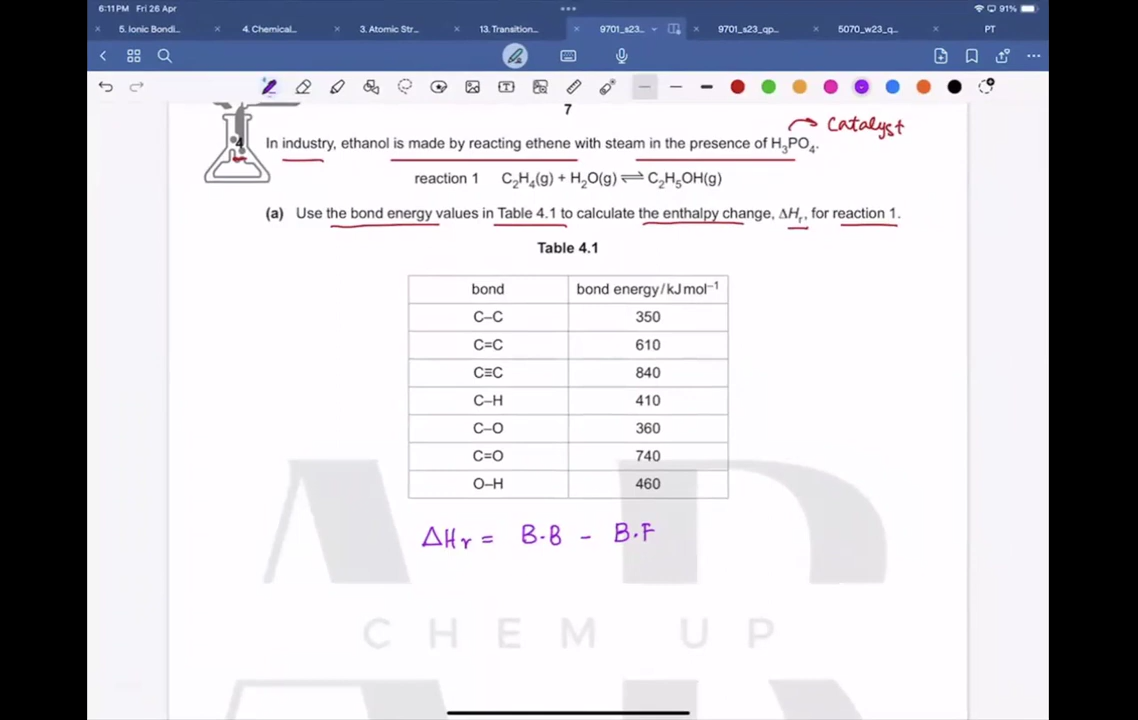 6:11PM Fri 26 Apr
91%
5. Ionic Bondi...
4. Chemical...
3. Atomic Str...
13. Transition...
9701_s23...
9701_s23_qp...
5070_w23_q...
PT
7
Catalyst
4 In industry, ethanol is made by reacting ethene with steam in the presence of H₃PO₄.
reaction 1 C₂H₄(g) + H₂O(g) ⇌ C₂H₅OH(g)
(a) Use the bond energy values in Table 4.1 to calculate the enthalpy change, ΔHᵣ, for reaction 1.
Table 4.1
bond bond energy/kJ mol⁻¹
C–C 350
C=C 610
C≡C 840
C–H 410
C–O 360
C=O 740
O–H 460
ΔHr = B.B - B.F
CHEM UP